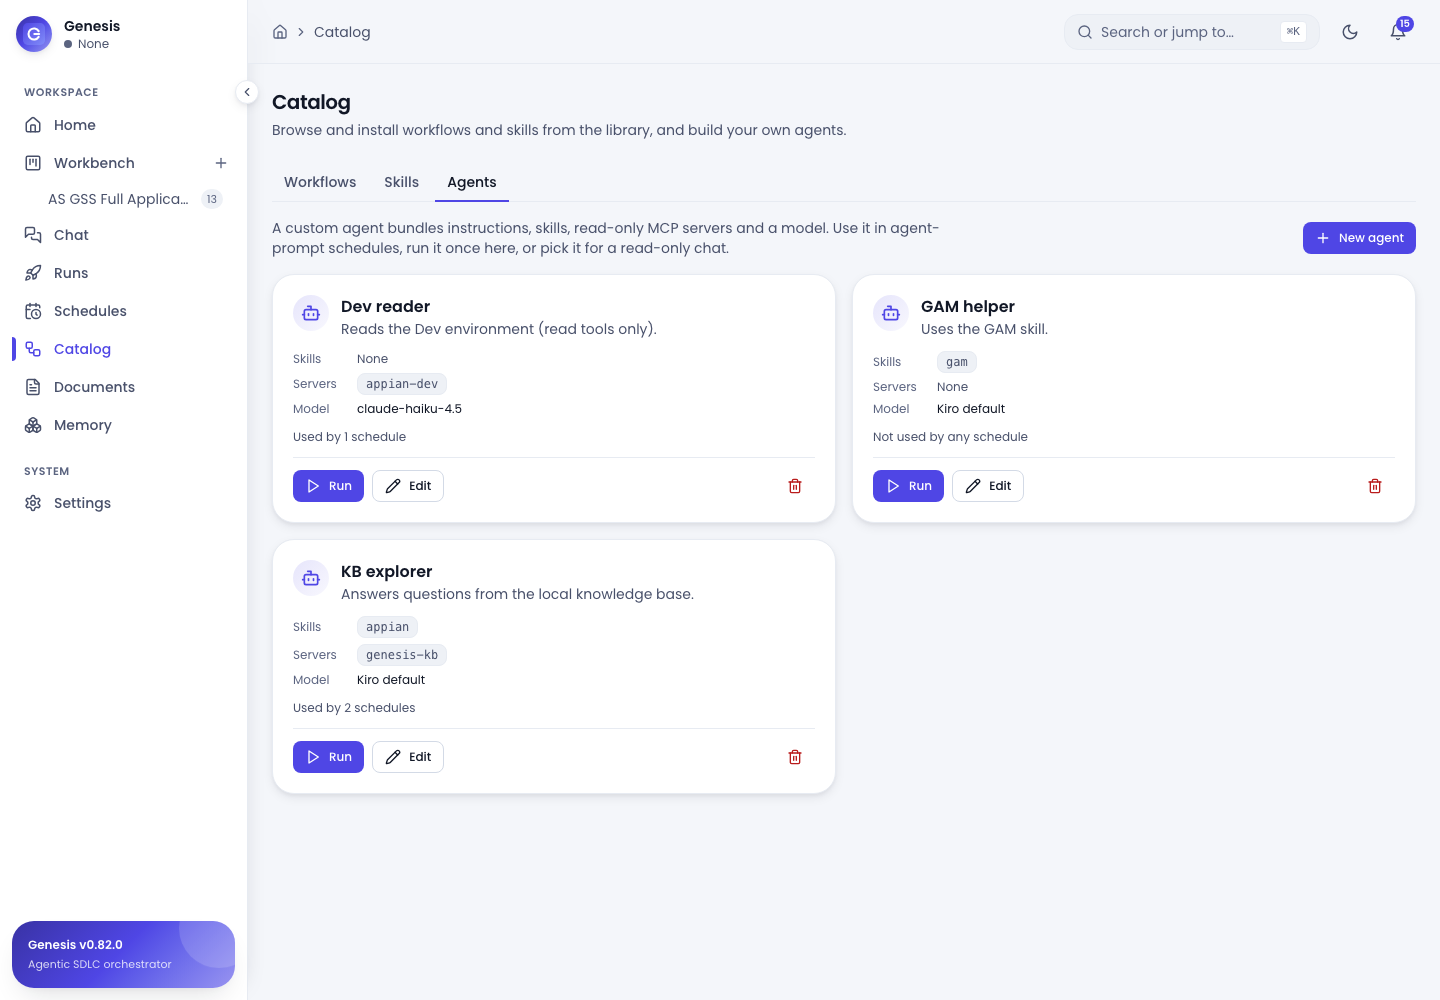 Genesis
None
WORKSPACE
Home
Workbench
AS GSS Full Applica... 13
Chat
Runs
Schedules
Catalog
Documents
Memory
SYSTEM
Settings
Genesis v0.82.0
Agentic SDLC orchestrator
Catalog
Search or jump to... ⌘K
15
Catalog
Browse and install workflows and skills from the library, and build your own agents.
Workflows Skills Agents
A custom agent bundles instructions, skills, read-only MCP servers and a model. Use it in agent-
prompt schedules, run it once here, or pick it for a read-only chat.
New agent
Dev reader
Reads the Dev environment (read tools only).
Skills None
Servers appian-dev
Model claude-haiku-4.5
Used by 1 schedule
Run Edit
GAM helper
Uses the GAM skill.
Skills gam
Servers None
Model Kiro default
Not used by any schedule
Run Edit
KB explorer
Answers questions from the local knowledge base.
Skills appian
Servers genesis-kb
Model Kiro default
Used by 2 schedules
Run Edit